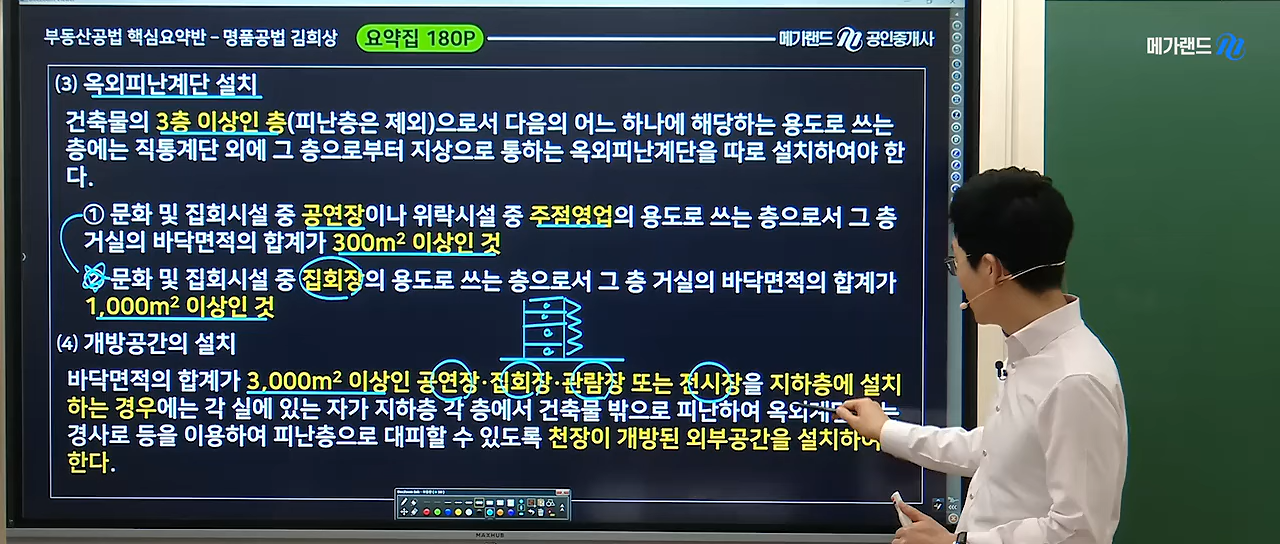 부동산공법 핵심요약반 - 명품공법 김희상
요약집 180P
메가랜드 공인중개사
메가랜드
(3) 옥외피난계단 설치
건축물의 3층 이상인 층(피난층은 제외)으로서 다음의 어느 하나에 해당하는 용도로 쓰는
층에는 직통계단 외에 그 층으로부터 지상으로 통하는 옥외피난계단을 따로 설치하여야 한
다.
① 문화 및 집회시설 중 공연장이나 위락시설 중 주점영업의 용도로 쓰는 층으로서 그 층
거실의 바닥면적의 합계가 300m² 이상인 것
② 문화 및 집회시설 중 집회장의 용도로 쓰는 층으로서 그 층 거실의 바닥면적의 합계가
1,000m² 이상인 것
(4) 개방공간의 설치
바닥면적의 합계가 3,000m² 이상인 공연장·집회장·관람장 또는 전시장을 지하층에 설치
하는 경우에는 각 실에 있는 자가 지하층 각 층에서 건축물 밖으로 피난하여 옥외계단
경사로 등을 이용하여 피난층으로 대피할 수 있도록 천장이 개방된 외부공간을 설치하여
한다.
MAXHUB